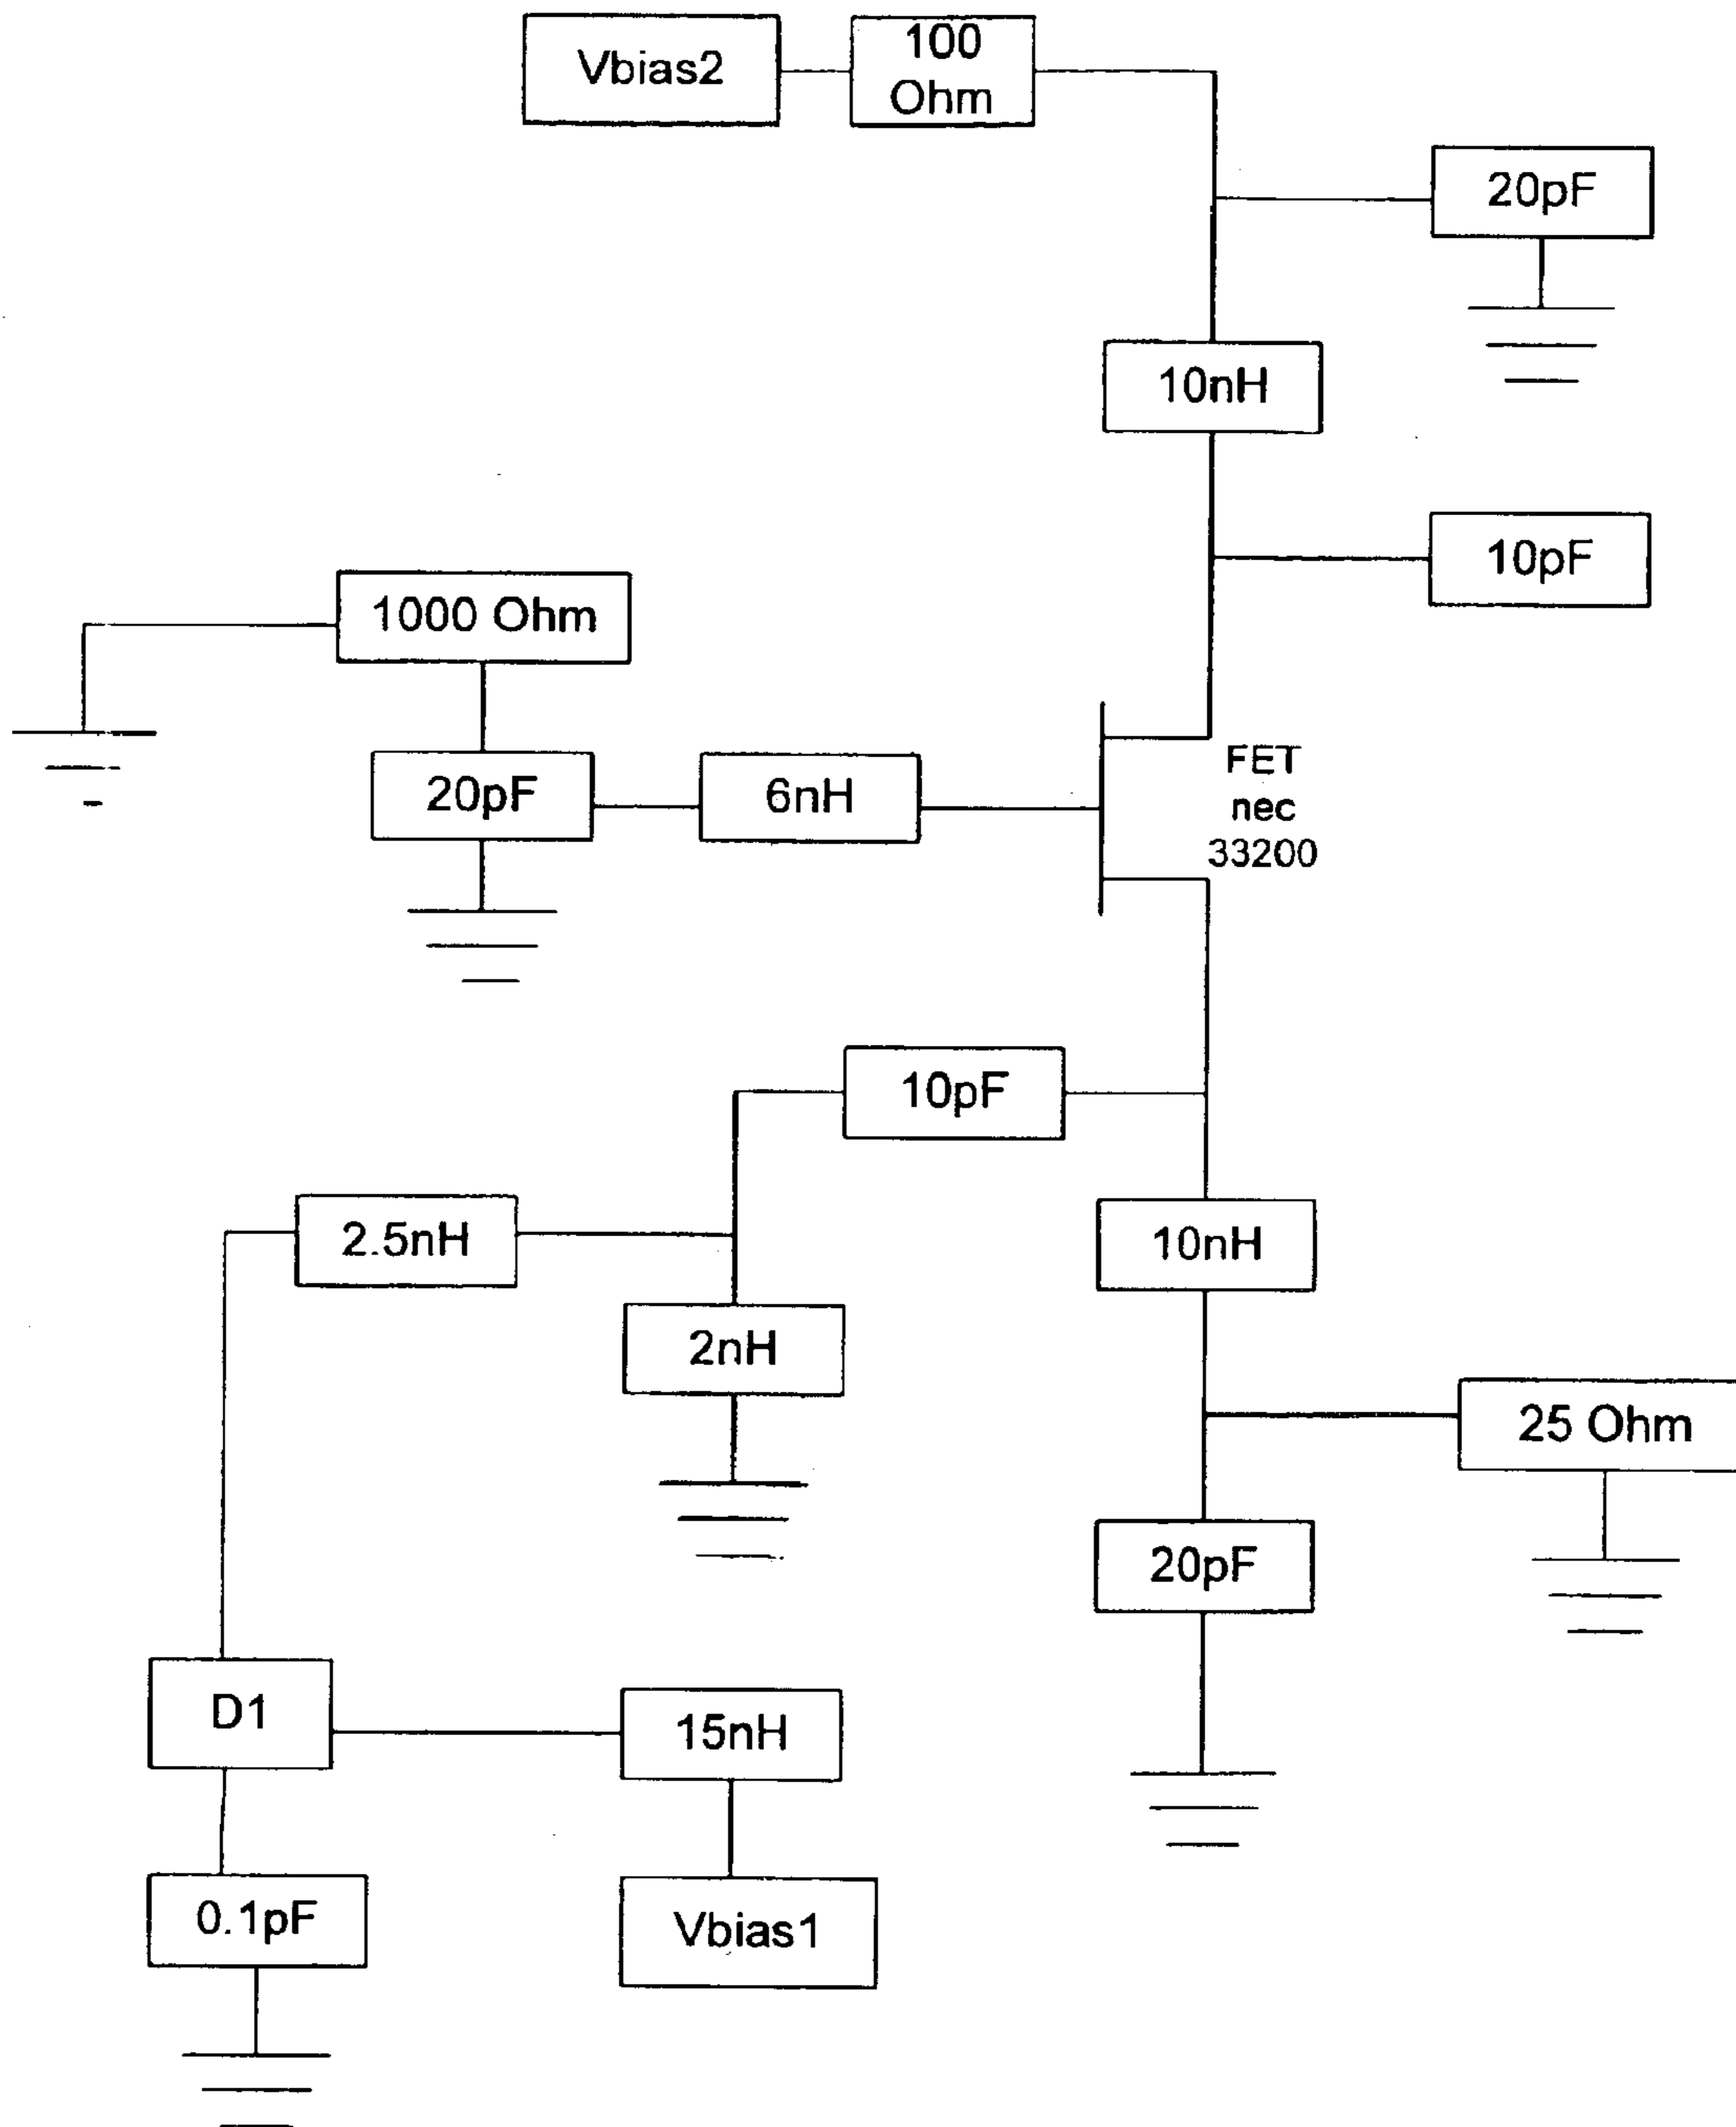 Vbias2
100
Ohm
20pF
10nH
10pF
1000 Ohm
20pF
6nH
FET
nec
33200
10pF
2.5nH
10nH
2nH
25 Ohm
20pF
D1
15nH
0.1pF
Vbias1